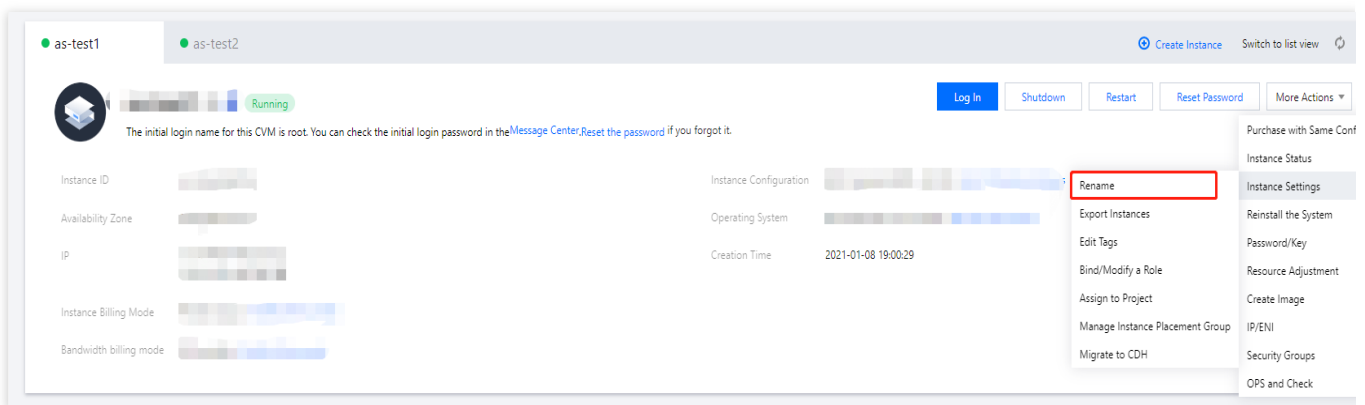 as-test1
as-test2
Create Instance
Switch to list view
Running
Log In
Shutdown
Restart
Reset Password
More Actions
The initial login name for this CVM is root. You can check the initial login password in the Message Center,Reset the password if you forgot it.
Purchase with Same Conf
Instance Status
Instance Settings
Reinstall the System
Password/Key
Resource Adjustment
Create Image
IP/ENI
Security Groups
OPS and Check
Rename
Export Instances
Edit Tags
Bind/Modify a Role
Assign to Project
Manage Instance Placement Group
Migrate to CDH
Instance ID
Availability Zone
IP
Instance Billing Mode
Bandwidth billing mode
Instance Configuration
Operating System
Creation Time
2021-01-08 19:00:29